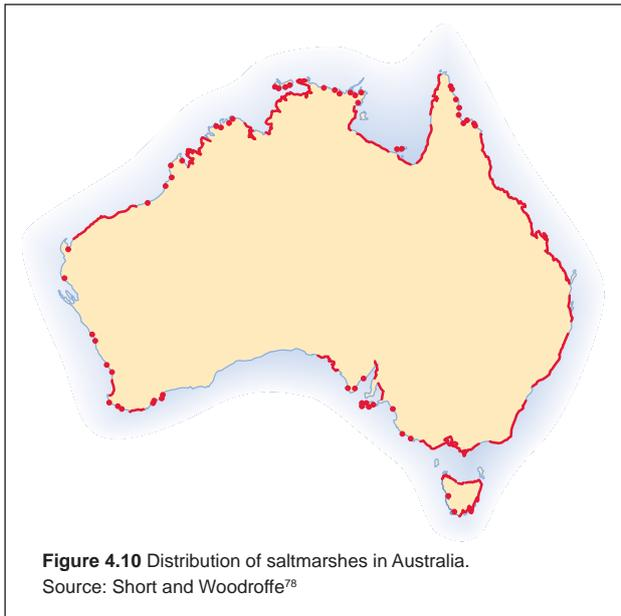 Figure 4.10 Distribution of saltmarshes in Australia.
Source: Short and Woodroffe⁷⁸